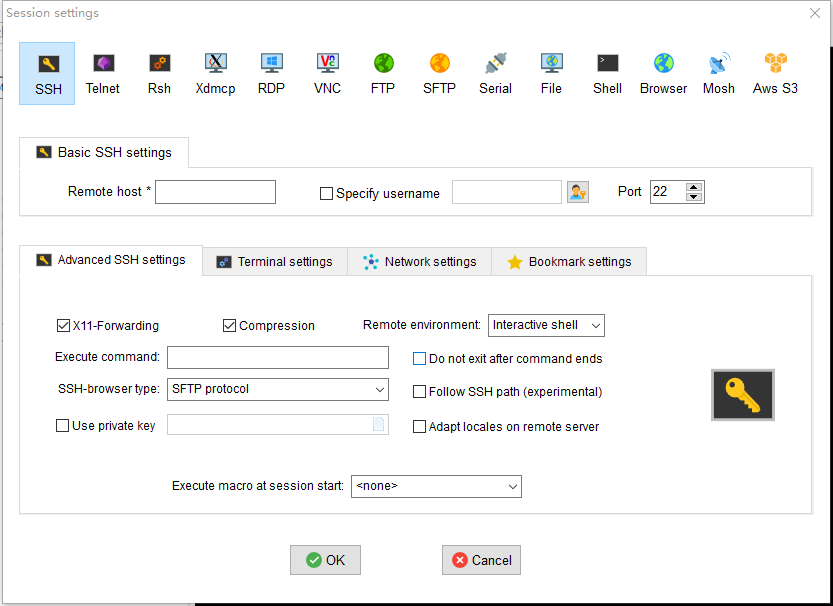 Session settings
SSH Telnet Rsh Xdmcp RDP VNC FTP SFTP Serial File Shell Browser Mosh Aws S3
Basic SSH settings
Remote host * Specify username Port 22
Advanced SSH settings Terminal settings Network settings Bookmark settings
X11-Forwarding Compression Remote environment: Interactive shell
Execute command: Do not exit after command ends
SSH-browser type: SFTP protocol Follow SSH path (experimental)
Use private key Adapt locales on remote server
Execute macro at session start: <none>
OK Cancel